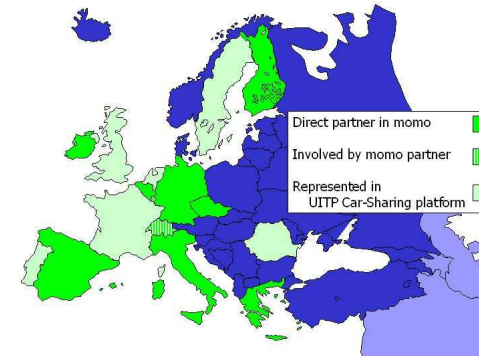 Direct partner in momo
Involved by momo partner
Represented in
UITP Car-Sharing platform